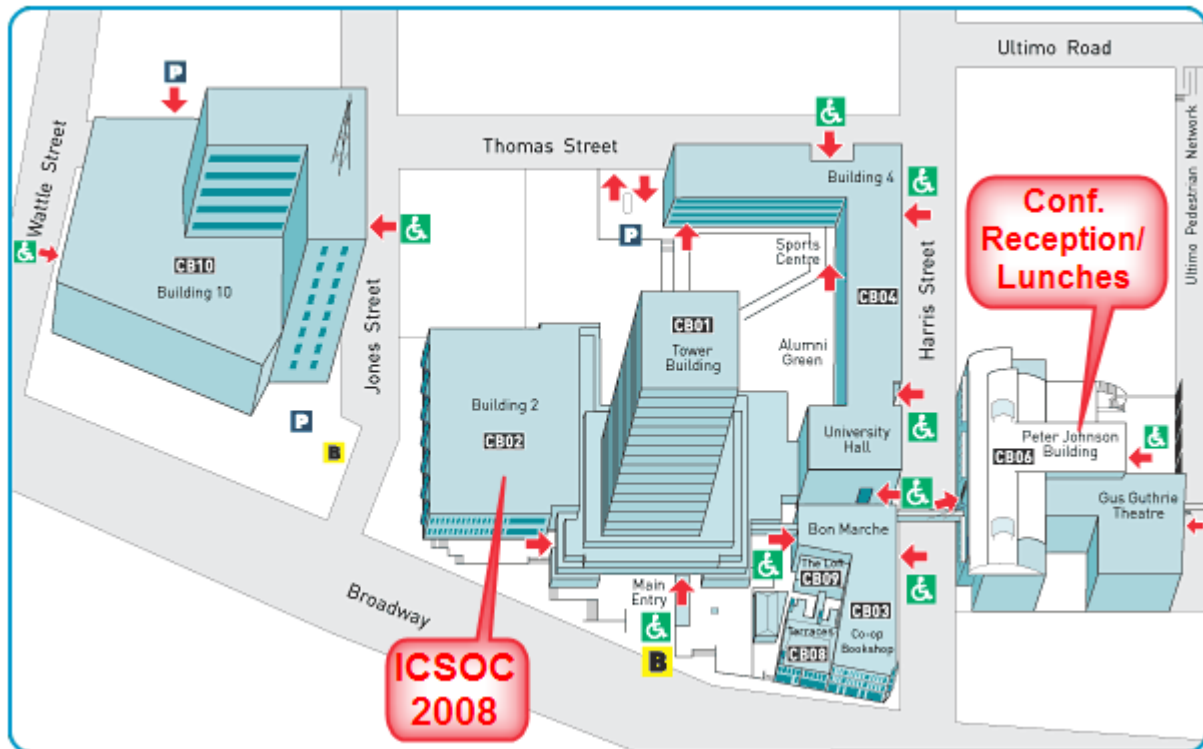 Ultimo Road
P
Thomas Street
Building 4
Wattle Street
Conf.
Reception/
Lunches
Ultimo Pedestrian Network
P
Sports
Centre
CB10
Building 10
CB04
Harris Street
CB01
Tower
Building
Jones Street
Alumni
Green
Building 2
CB02
P
B
University
Hall
Peter Johnson
Building
CB06
Gus Guthrie
Theatre
Bon Marche
The Loft
CB09
Main
Entry
Broadway
CB03
Terraces
CB08
Co-op
Bookshop
B
ICSOC
2008